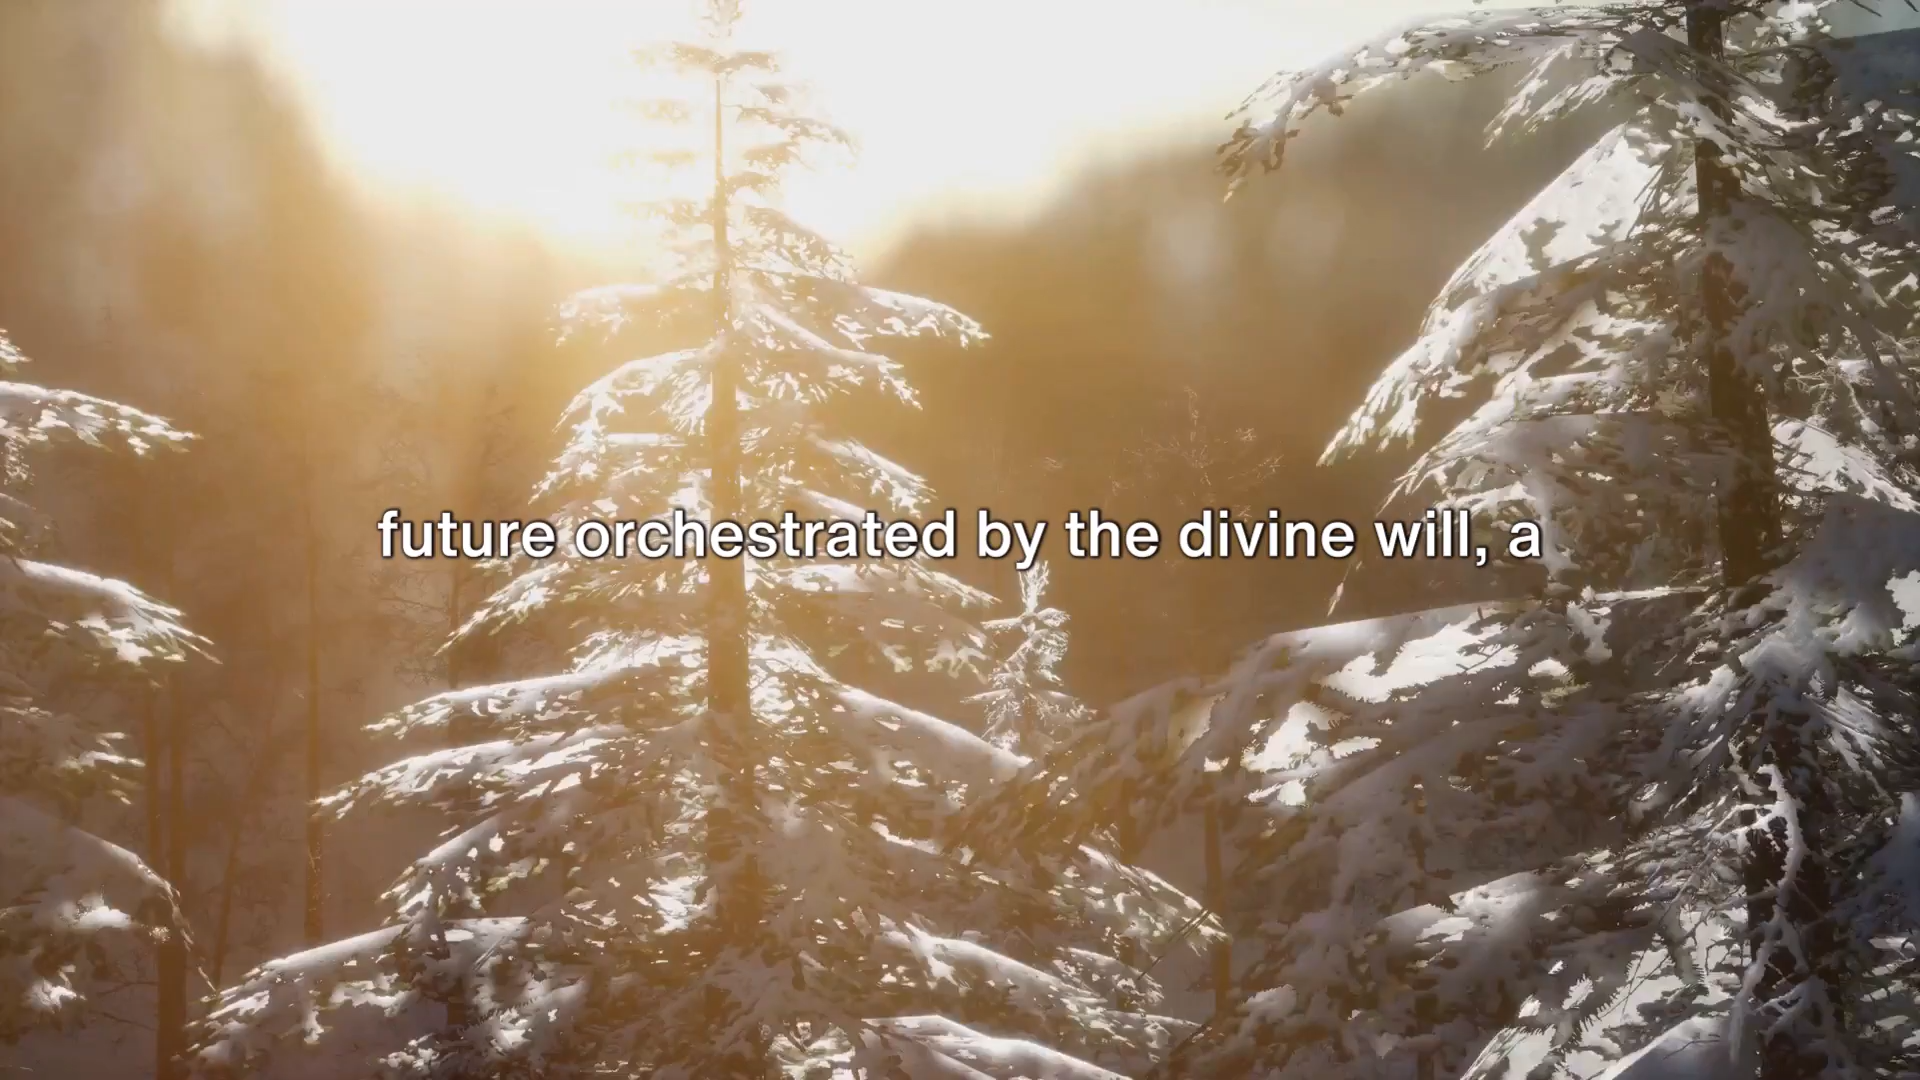 future orchestrated by the divine will, a